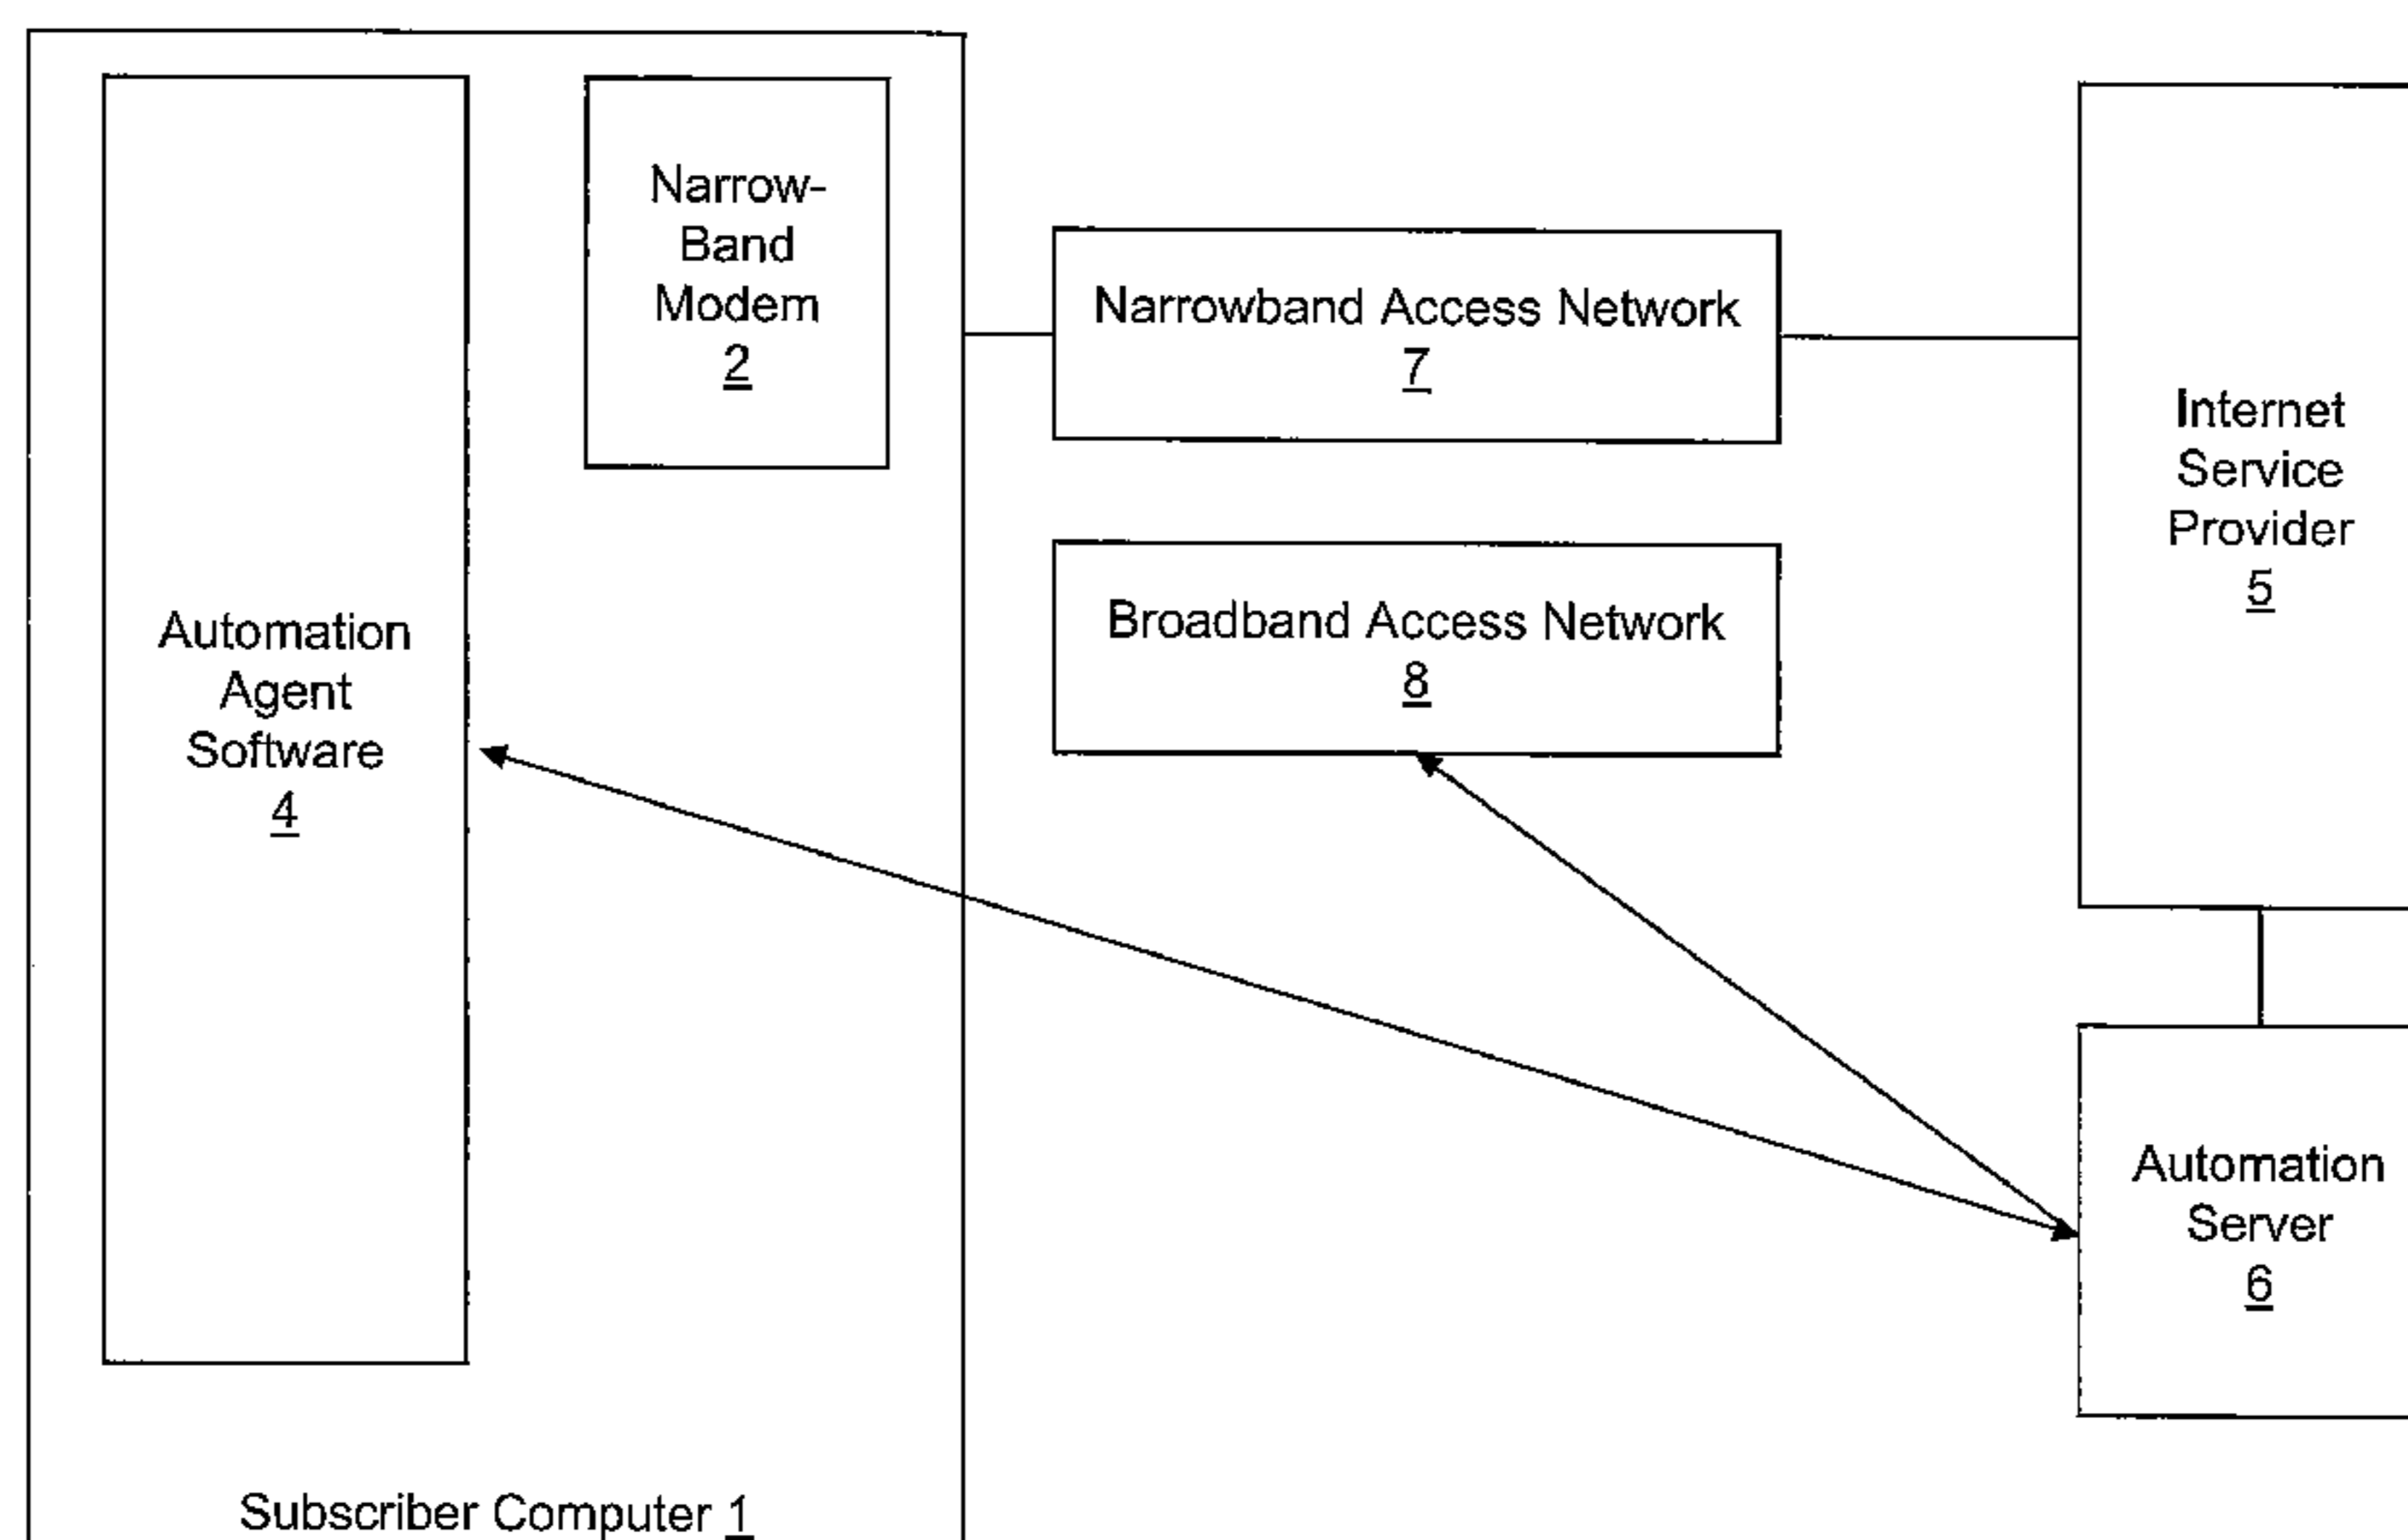 Narrow-
Band
Modem
2
Narrowband Access Network
7
Internet
Service
Provider
5
Broadband Access Network
8
Automation
Agent
Software
4
Automation
Server
6
Subscriber Computer 1